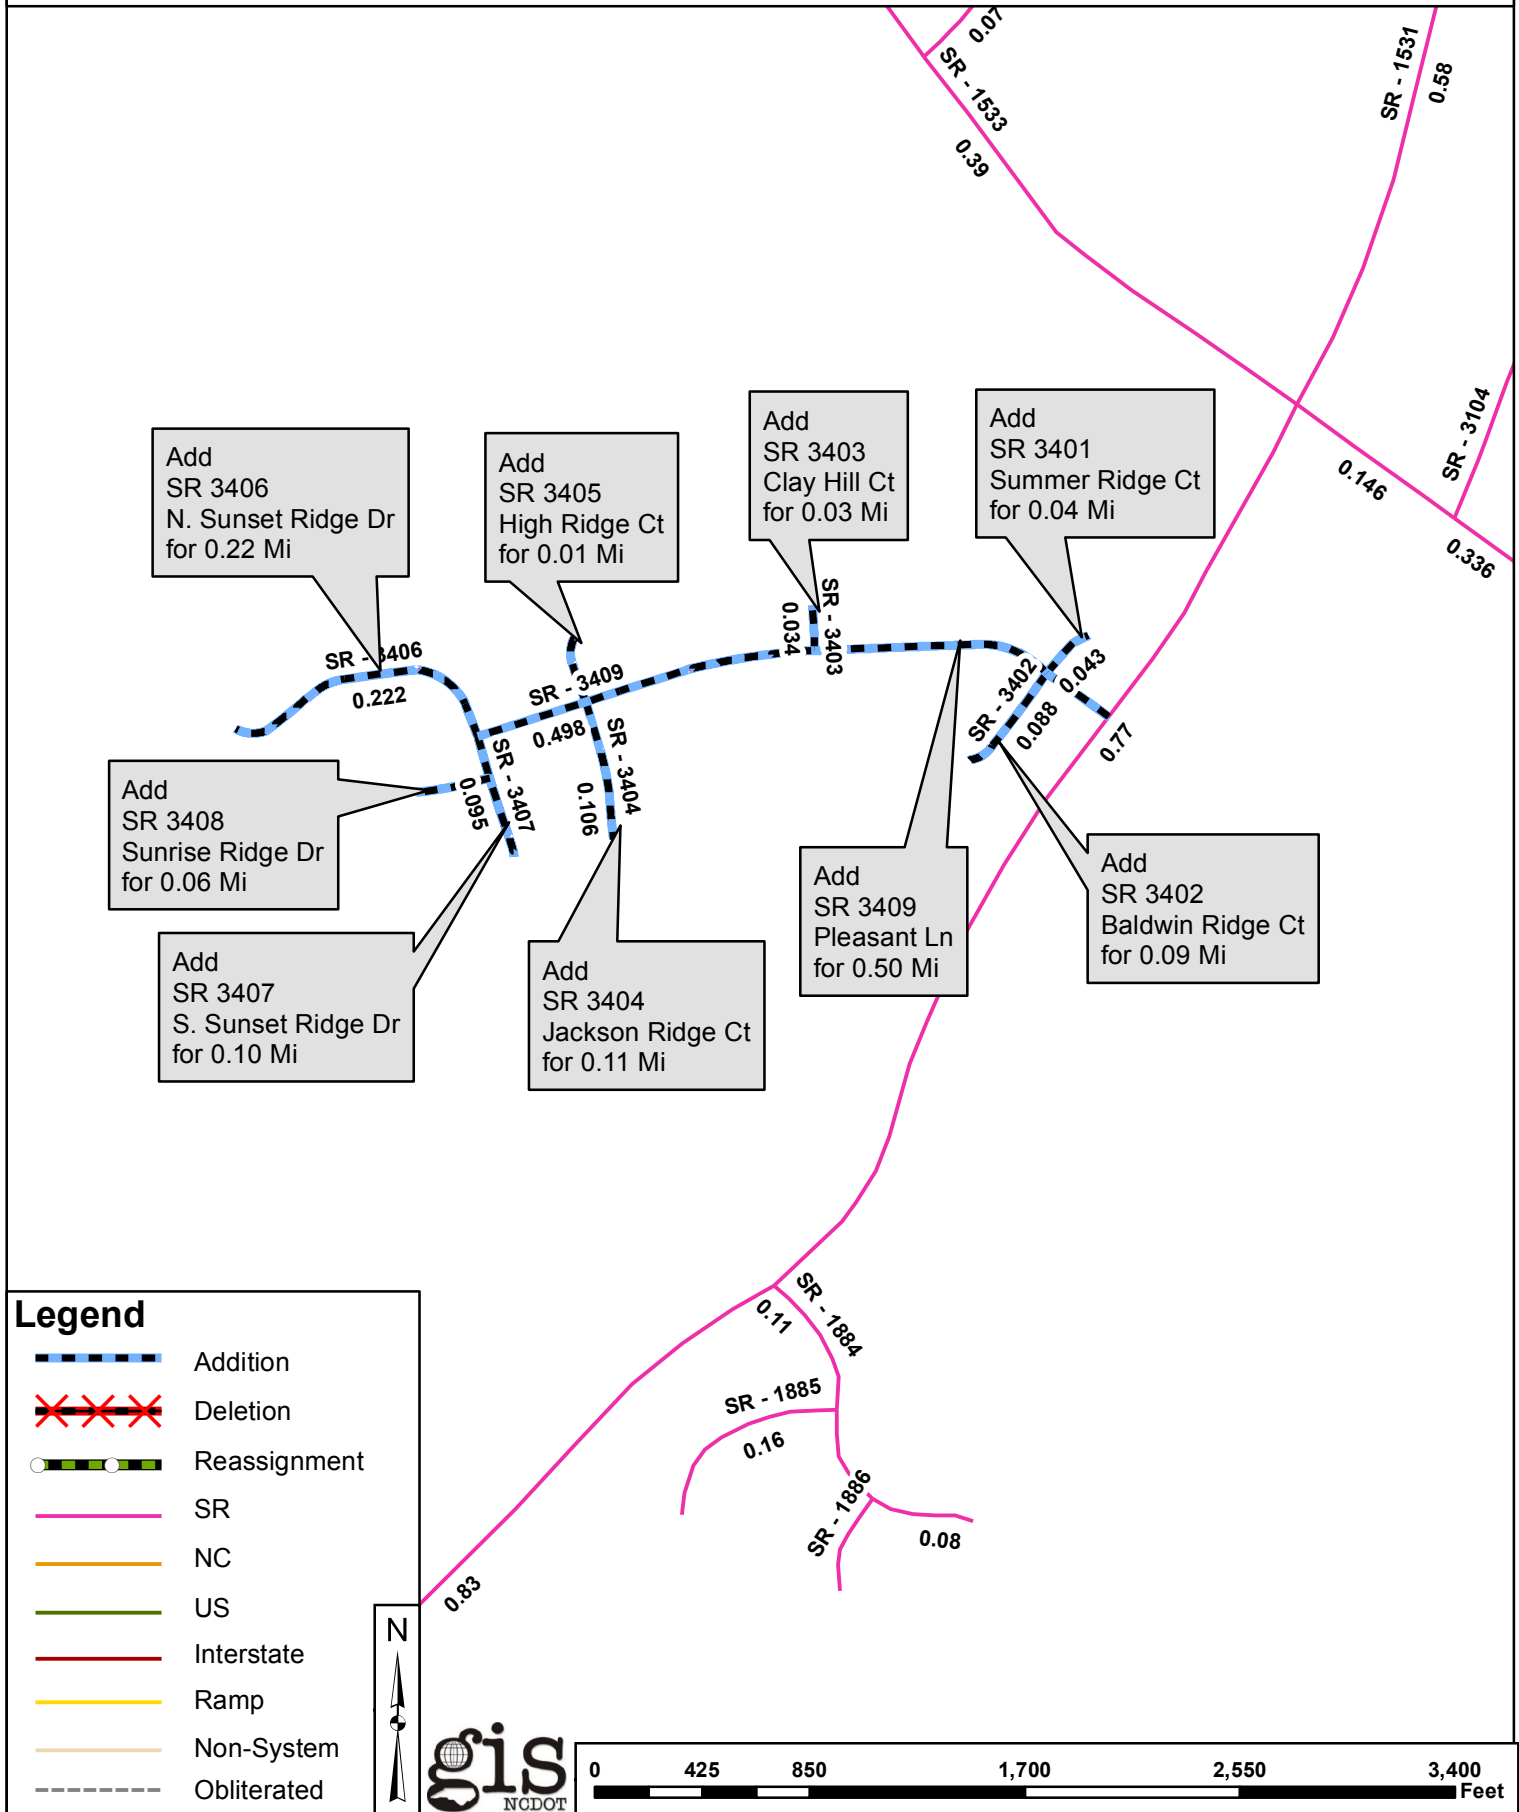 0.07
SR - 1533
0.39
SR - 1531
0.58
SR - 3104
0.146
0.336
Add
SR 3406
N. Sunset Ridge Dr
for 0.22 Mi
Add
SR 3405
High Ridge Ct
for 0.01 Mi
Add
SR 3403
Clay Hill Ct
for 0.03 Mi
Add
SR 3401
Summer Ridge Ct
for 0.04 Mi
SR - 3406
0.222
SR - 3409
0.498
0.034
SR - 3403
SR - 3402
0.043
0.088
0.77
SR - 3407
0.095
SR - 3404
0.106
Add
SR 3408
Sunrise Ridge Dr
for 0.06 Mi
Add
SR 3407
S. Sunset Ridge Dr
for 0.10 Mi
Add
SR 3404
Jackson Ridge Ct
for 0.11 Mi
Add
SR 3409
Pleasant Ln
for 0.50 Mi
Add
SR 3402
Baldwin Ridge Ct
for 0.09 Mi
SR - 1884
0.11
SR - 1885
0.16
SR - 1886
0.08
0.83
Legend
Addition
Deletion
Reassignment
SR
NC
US
Interstate
Ramp
Non-System
Obliterated
N
gis
NCDOT
0 425 850 1,700 2,550 3,400
Feet